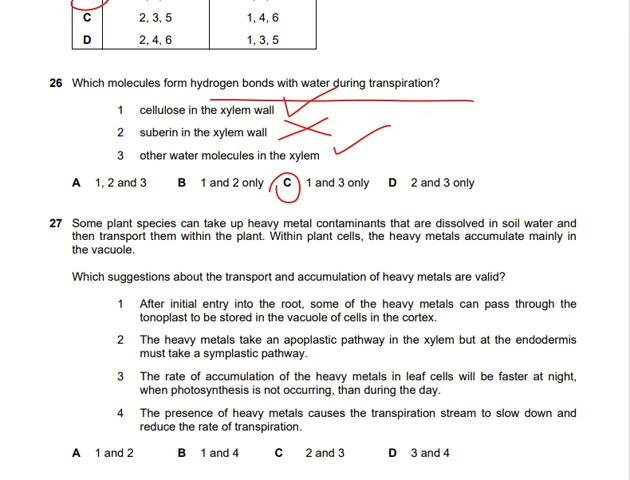 C 2, 3, 5 1, 4, 6
D 2, 4, 6 1, 3, 5
26 Which molecules form hydrogen bonds with water during transpiration?
1 cellulose in the xylem wall
2 suberin in the xylem wall
3 other water molecules in the xylem
A 1, 2 and 3 B 1 and 2 only C 1 and 3 only D 2 and 3 only
27 Some plant species can take up heavy metal contaminants that are dissolved in soil water and
then transport them within the plant. Within plant cells, the heavy metals accumulate mainly in
the vacuole.
Which suggestions about the transport and accumulation of heavy metals are valid?
1 After initial entry into the root, some of the heavy metals can pass through the
tonoplast to be stored in the vacuole of cells in the cortex.
2 The heavy metals take an apoplastic pathway in the xylem but at the endodermis
must take a symplastic pathway.
3 The rate of accumulation of the heavy metals in leaf cells will be faster at night,
when photosynthesis is not occurring, than during the day.
4 The presence of heavy metals causes the transpiration stream to slow down and
reduce the rate of transpiration.
A 1 and 2 B 1 and 4 C 2 and 3 D 3 and 4